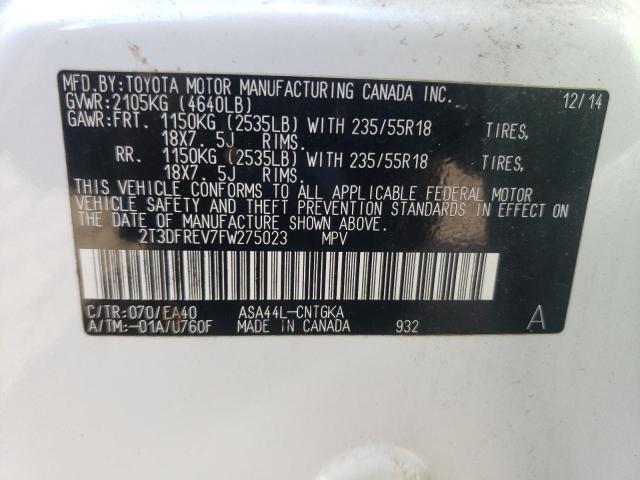 MFD.BY:TOYOTA MOTOR MANUFACTURING CANADA INC. 12/14
GVWR:2105KG (4640LB)
GAWR:FRT. 1150KG (2535LB) WITH 235/55R18 TIRES,
18X7. 5J RIMS.
RR. 1150KG (2535LB) WITH 235/55R18 TIRES,
18X7. 5J RIMS.
THIS VEHICLE CONFORMS TO ALL APPLICABLE FEDERAL MOTOR
VEHICLE SAFETY AND THEFT PREVENTION STANDARDS IN EFFECT ON
THE DATE OF MANUFACTURE SHOWN ABOVE.
2T3DFREV7FW275023 MPV
C/TR:070/EA40 ASA44L-CNTGKA
A/TM:-01A/U760F MADE IN CANADA 932 A